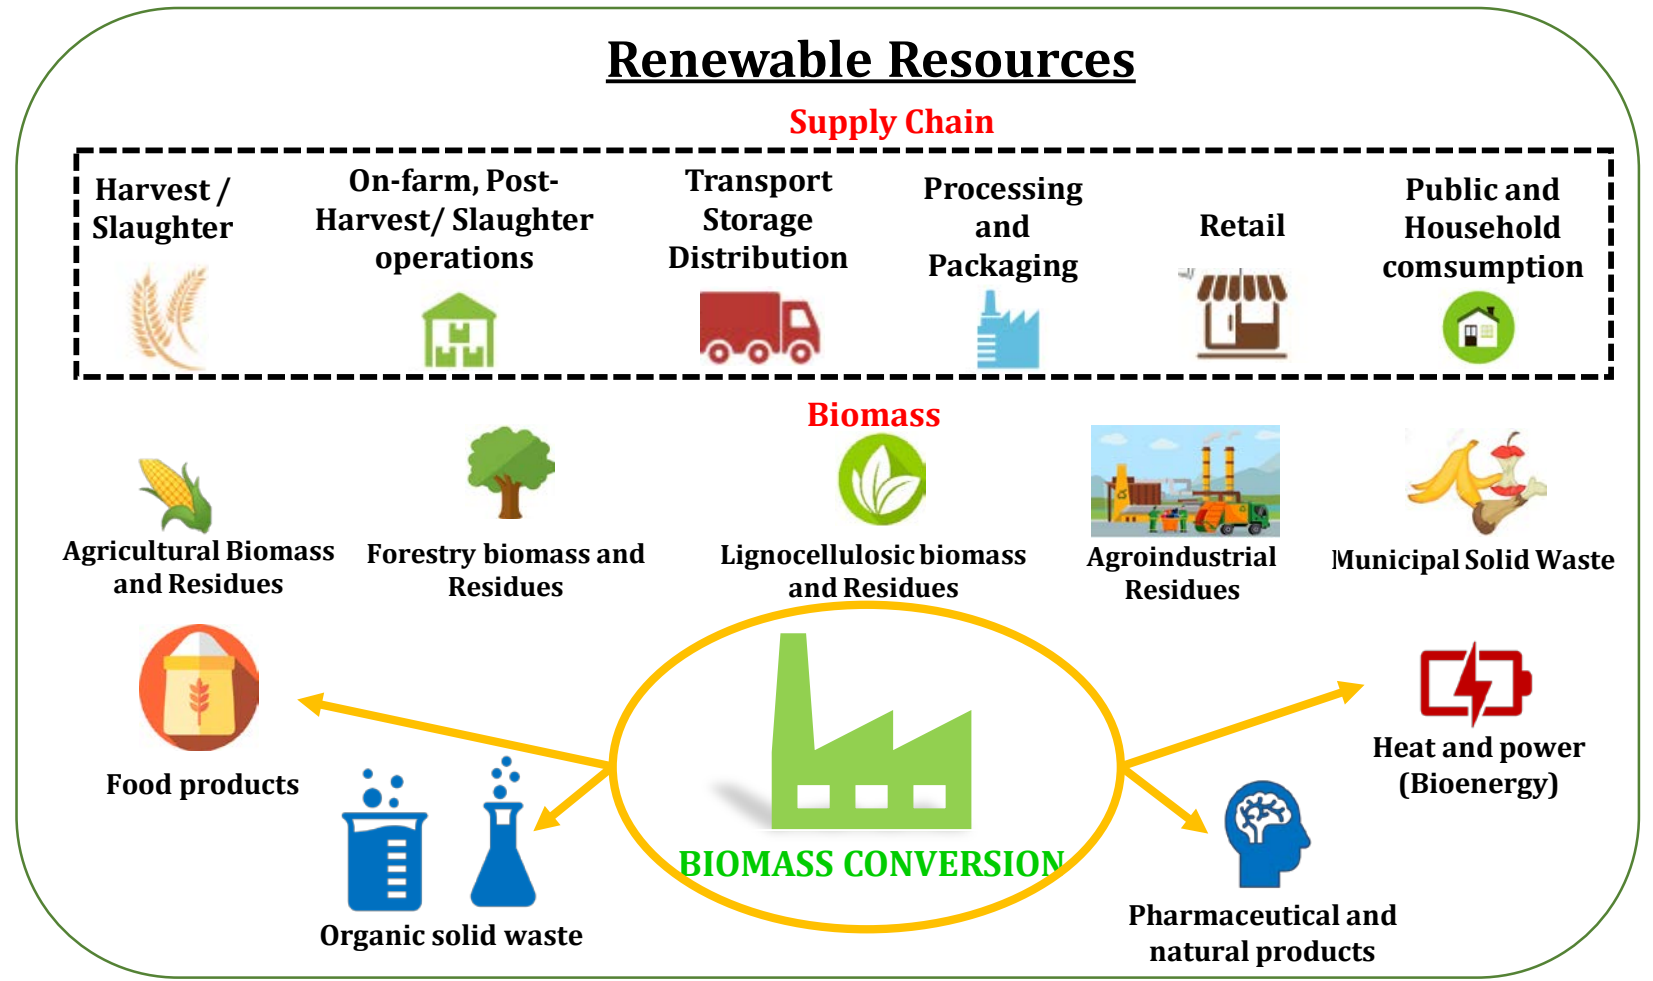 Renewable Resources
Supply Chain
Harvest /
Slaughter
On-farm, Post-
Harvest/ Slaughter
operations
Transport
Storage
Distribution
Processing
and
Packaging
Retail
Public and
Household
comsumption
Biomass
Agricultural Biomass
and Residues
Forestry biomass and
Residues
Lignocellulosic biomass
and Residues
Agroindustrial
Residues
Municipal Solid Waste
Food products
Organic solid waste
BIOMASS CONVERSION
Heat and power
(Bioenergy)
Pharmaceutical and
natural products